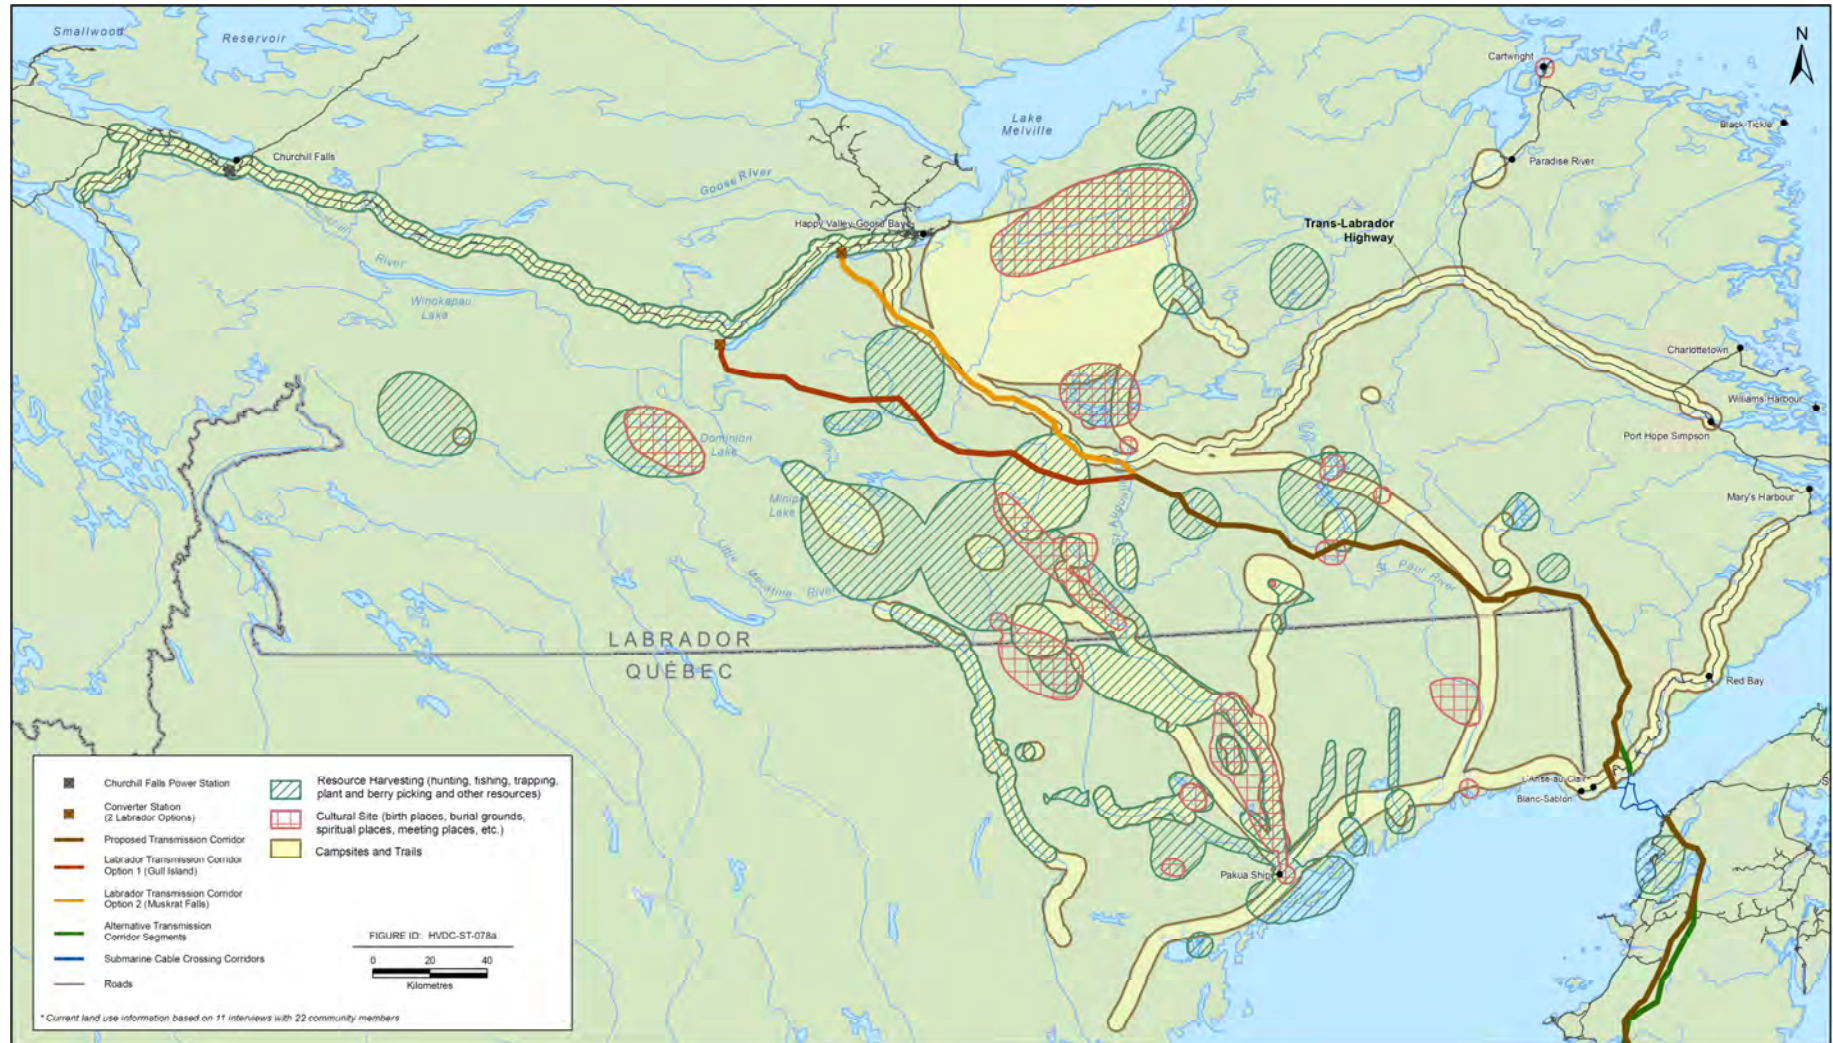 Smallwood
Reservoir
N
Cartwright
Lake
Melville
Black-Tickle
Churchill Falls
Paradise River
Goose River
Happy Valley-Goose Bay
Trans-Labrador
Highway
Churchill
River
Winokapau
Lake
Charlottetown
Williams Harbour
Port Hope Simpson
Dominion
Lake
Mary's Harbour
Minipi
Lake
St. Augustin
Little Mecatina River
St. Paul River
LABRADOR
QUÉBEC
Red Bay
L'Anse-au-Clair
Blanc-Sablon
Pakua Ship
Churchill Falls Power Station
Converter Station
(2 Labrador Options)
Proposed Transmission Corridor
Labrador Transmission Corridor
Option 1 (Gull Island)
Labrador Transmission Corridor
Option 2 (Muskrat Falls)
Alternative Transmission
Corridor Segments
Submarine Cable Crossing Corridors
Roads
Resource Harvesting (hunting, fishing, trapping,
plant and berry picking and other resources)
Cultural Site (birth places, burial grounds,
spiritual places, meeting places, etc.)
Campsites and Trails
FIGURE ID: HVDC-ST-078a
0 20 40
Kilometres
* Current land use information based on 11 interviews with 22 community members